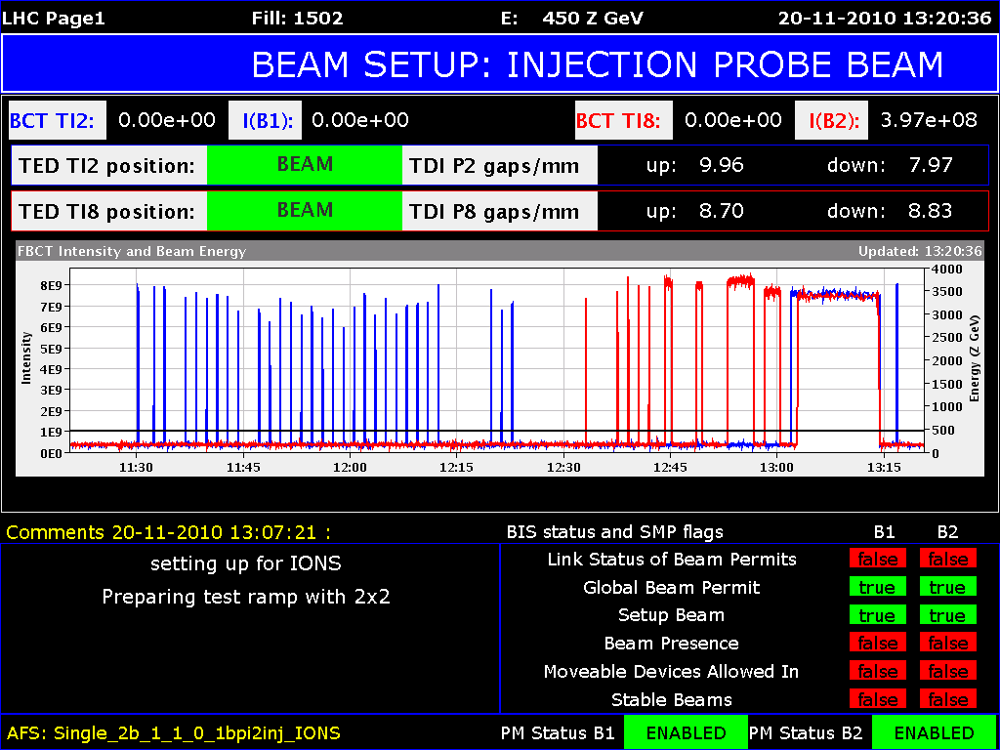 LHC Page1 Fill: 1502 E: 450 Z GeV 20-11-2010 13:20:36
BEAM SETUP: INJECTION PROBE BEAM
BCT TI2: 0.00e+00 I(B1): 0.00e+00 BCT TI8: 0.00e+00 I(B2): 3.97e+08
TED TI2 position: BEAM TDI P2 gaps/mm up: 9.96 down: 7.97
TED TI8 position: BEAM TDI P8 gaps/mm up: 8.70 down: 8.83
FBCT Intensity and Beam Energy Updated: 13:20:36
Intensity
8E9
7E9
6E9
5E9
4E9
3E9
2E9
1E9
0E0
4000
3500
3000
2500
2000
1500
1000
500
0
Energy (Z GeV)
11:30 11:45 12:00 12:15 12:30 12:45 13:00 13:15
Comments 20-11-2010 13:07:21 :
setting up for IONS
Preparing test ramp with 2x2
BIS status and SMP flags B1 B2
Link Status of Beam Permits false false
Global Beam Permit true true
Setup Beam true true
Beam Presence false false
Moveable Devices Allowed In false false
Stable Beams false false
AFS: Single_2b_1_1_0_1bpi2inj_IONS PM Status B1 ENABLED PM Status B2 ENABLED